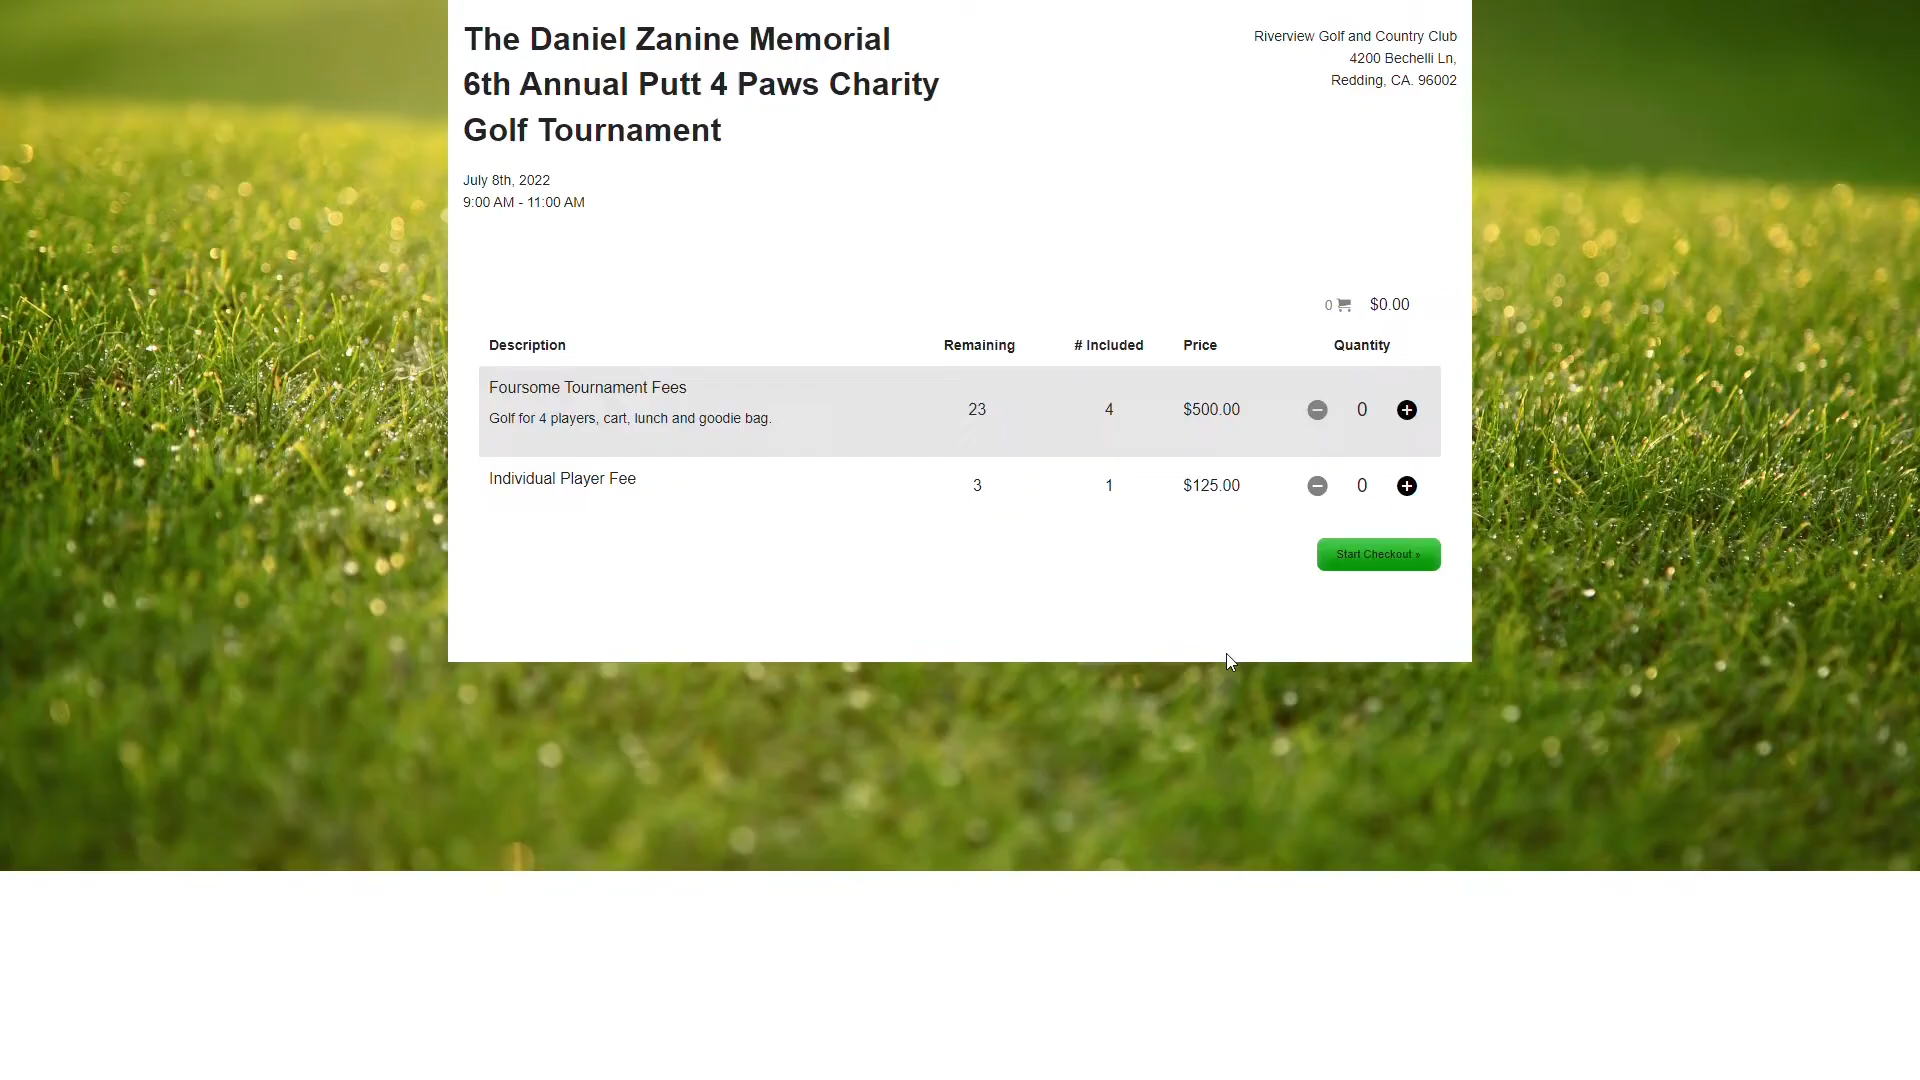 The Daniel Zanine Memorial
6th Annual Putt 4 Paws Charity
Golf Tournament
Riverview Golf and Country Club
4200 Bechelli Ln,
Redding, CA. 96002
July 8th, 2022
9:00 AM - 11:00 AM
0 $0.00
Description Remaining # Included Price Quantity
Foursome Tournament Fees
Golf for 4 players, cart, lunch and goodie bag.
23 4 $500.00 0
Individual Player Fee 3 1 $125.00 0
Start Checkout »